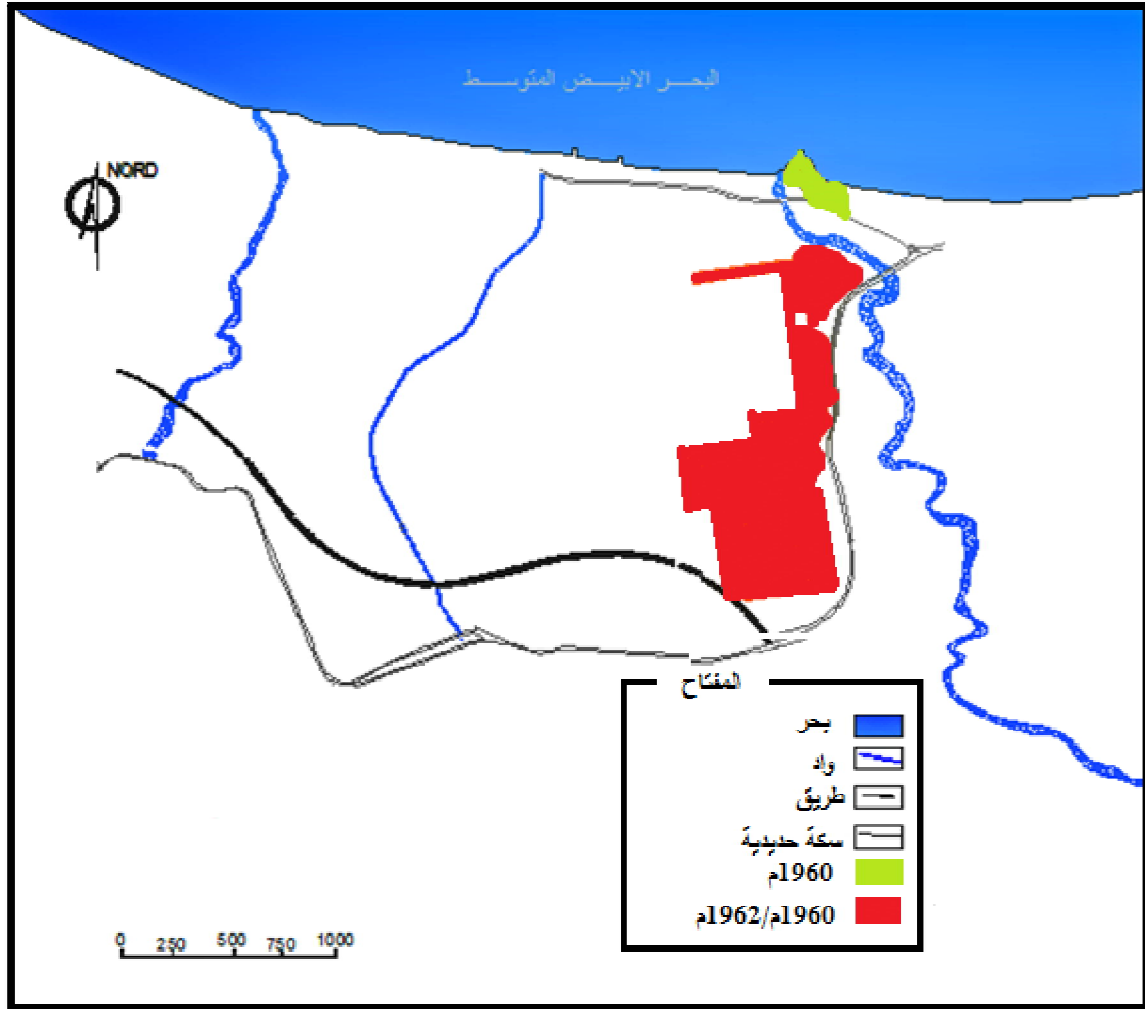 البحر الابيض المتوسط
NORD
المفتاح
بحر
واد
طريق
سكة حديدية
1960م
1960م/1962م
0 250 500 750 1000